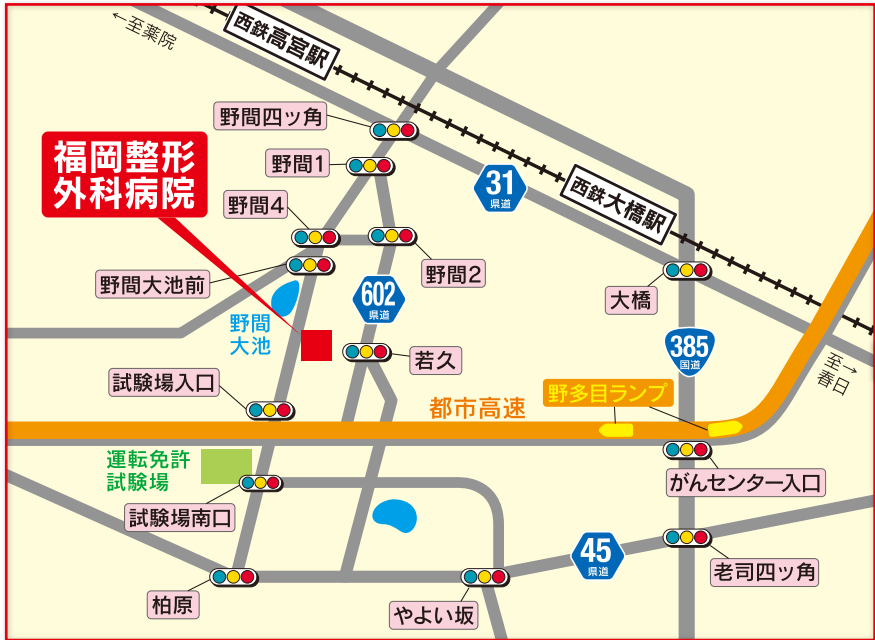 西鉄高宮駅
←至薬院
野間四ッ角
福岡整形
外科病院
野間1
31
県道
西鉄大橋駅
野間4
野間2
野間大池前
602
県道
大橋
野間
大池
385
国道
若久
至→
春日
試験場入口
都市高速
野多目ランプ
運転免許
試験場
がんセンター入口
試験場南口
45
県道
老司四ッ角
柏原
やよい坂